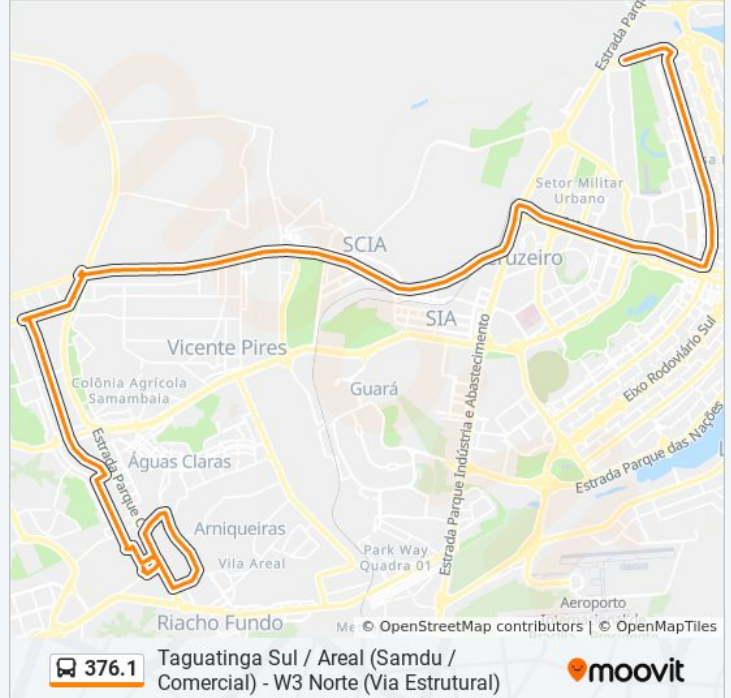 Estrada Parq
Setor Militar
Urbano
SCIA
Cruzeiro
SIA
Vicente Pires
Eixo Rodoviário Sul
Guará
Colônia Agrícola
Samambaia
Estrada Parque Indústria e Abastecimento
Estrada Parque das Nações
Águas Claras
Estrada Parque C
Arniqueiras
Vila Areal
Park Way
Quadra 01
Aeroporto
Riacho Fundo
© OpenStreetMap contributors | © OpenMapTiles
376.1
Taguatinga Sul / Areal (Samdu /
Comercial) - W3 Norte (Via Estrutural)
moovit